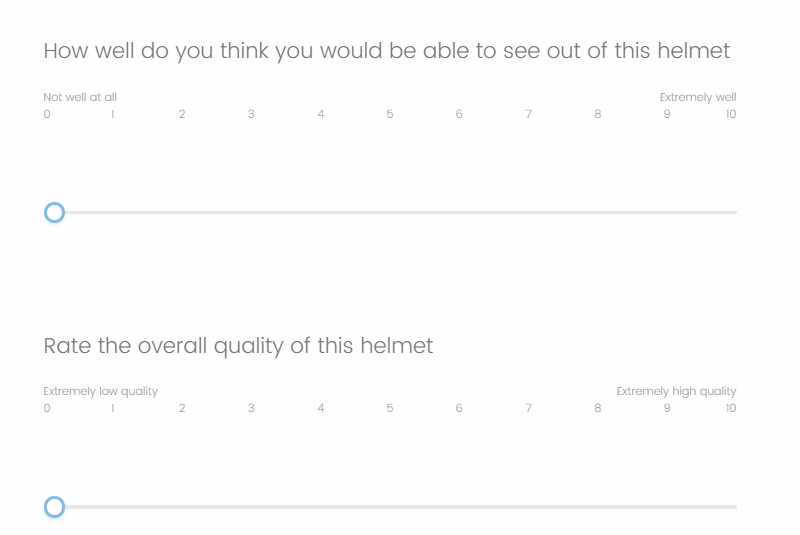 How well do you think you would be able to see out of this helmet
Not well at all Extremely well
0 1 2 3 4 5 6 7 8 9 10
Rate the overall quality of this helmet
Extremely low quality Extremely high quality
0 1 2 3 4 5 6 7 8 9 10